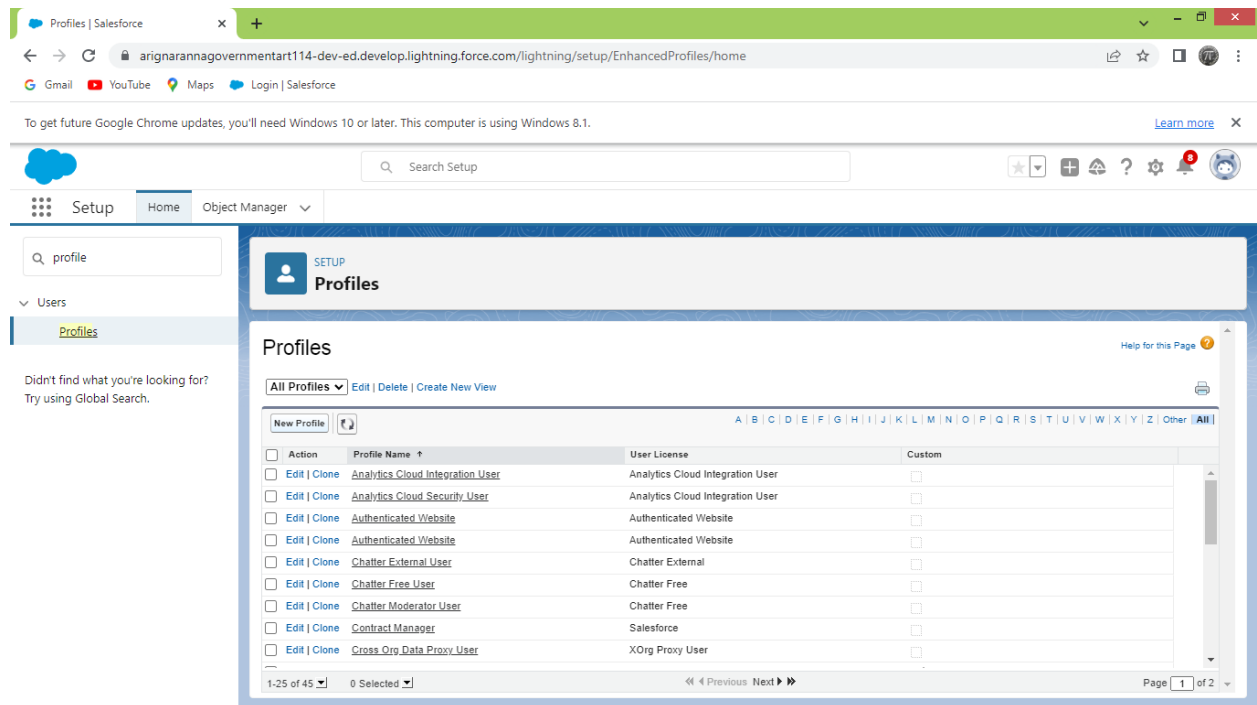 Profiles | Salesforce
arignarannagovernmentart114-dev-ed.develop.lightning.force.com/lightning/setup/EnhancedProfiles/home
Gmail YouTube Maps Login | Salesforce
To get future Google Chrome updates, you'll need Windows 10 or later. This computer is using Windows 8.1. Learn more
Search Setup
8
Setup Home Object Manager
profile
Users
Profiles
Didn't find what you're looking for?
Try using Global Search.
SETUP
Profiles
Profiles
Help for this Page ?
All Profiles Edit | Delete | Create New View
New Profile A | B | C | D | E | F | G | H | I | J | K | L | M | N | O | P | Q | R | S | T | U | V | W | X | Y | Z | Other All
Action Profile Name ↑ User License Custom
Edit | Clone Analytics Cloud Integration User Analytics Cloud Integration User
Edit | Clone Analytics Cloud Security User Analytics Cloud Integration User
Edit | Clone Authenticated Website Authenticated Website
Edit | Clone Authenticated Website Authenticated Website
Edit | Clone Chatter External User Chatter External
Edit | Clone Chatter Free User Chatter Free
Edit | Clone Chatter Moderator User Chatter Free
Edit | Clone Contract Manager Salesforce
Edit | Clone Cross Org Data Proxy User XOrg Proxy User
1-25 of 45 0 Selected Previous Next Page 1 of 2